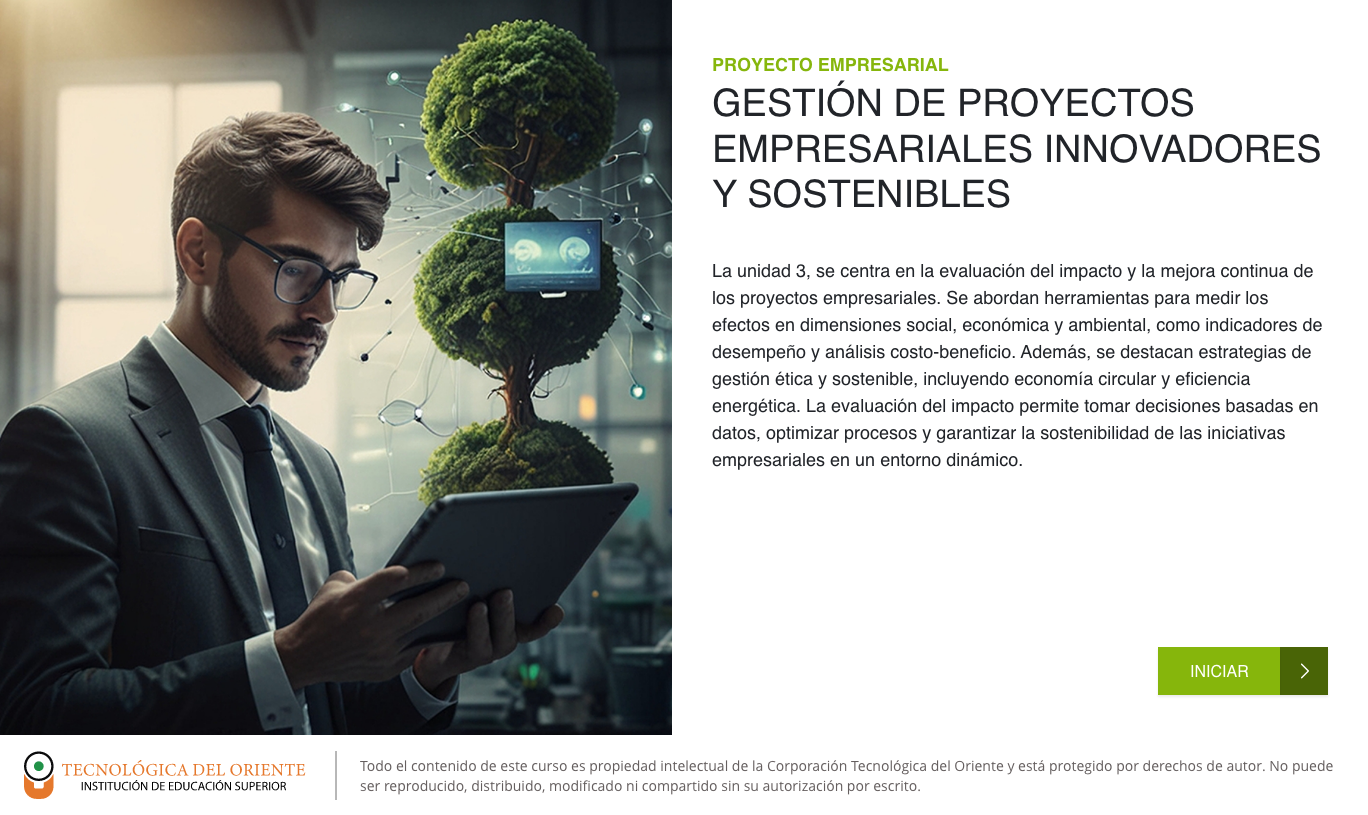 PROYECTO EMPRESARIAL
GESTIÓN DE PROYECTOS
EMPRESARIALES INNOVADORES
Y SOSTENIBLES
La unidad 3, se centra en la evaluación del impacto y la mejora continua de
los proyectos empresariales. Se abordan herramientas para medir los
efectos en dimensiones social, económica y ambiental, como indicadores de
desempeño y análisis costo-beneficio. Además, se destacan estrategias de
gestión ética y sostenible, incluyendo economía circular y eficiencia
energética. La evaluación del impacto permite tomar decisiones basadas en
datos, optimizar procesos y garantizar la sostenibilidad de las iniciativas
empresariales en un entorno dinámico.
INICIAR
TECNOLÓGICA DEL ORIENTE
INSTITUCIÓN DE EDUCACIÓN SUPERIOR
Todo el contenido de este curso es propiedad intelectual de la Corporación Tecnológica del Oriente y está protegido por derechos de autor. No puede
ser reproducido, distribuido, modificado ni compartido sin su autorización por escrito.